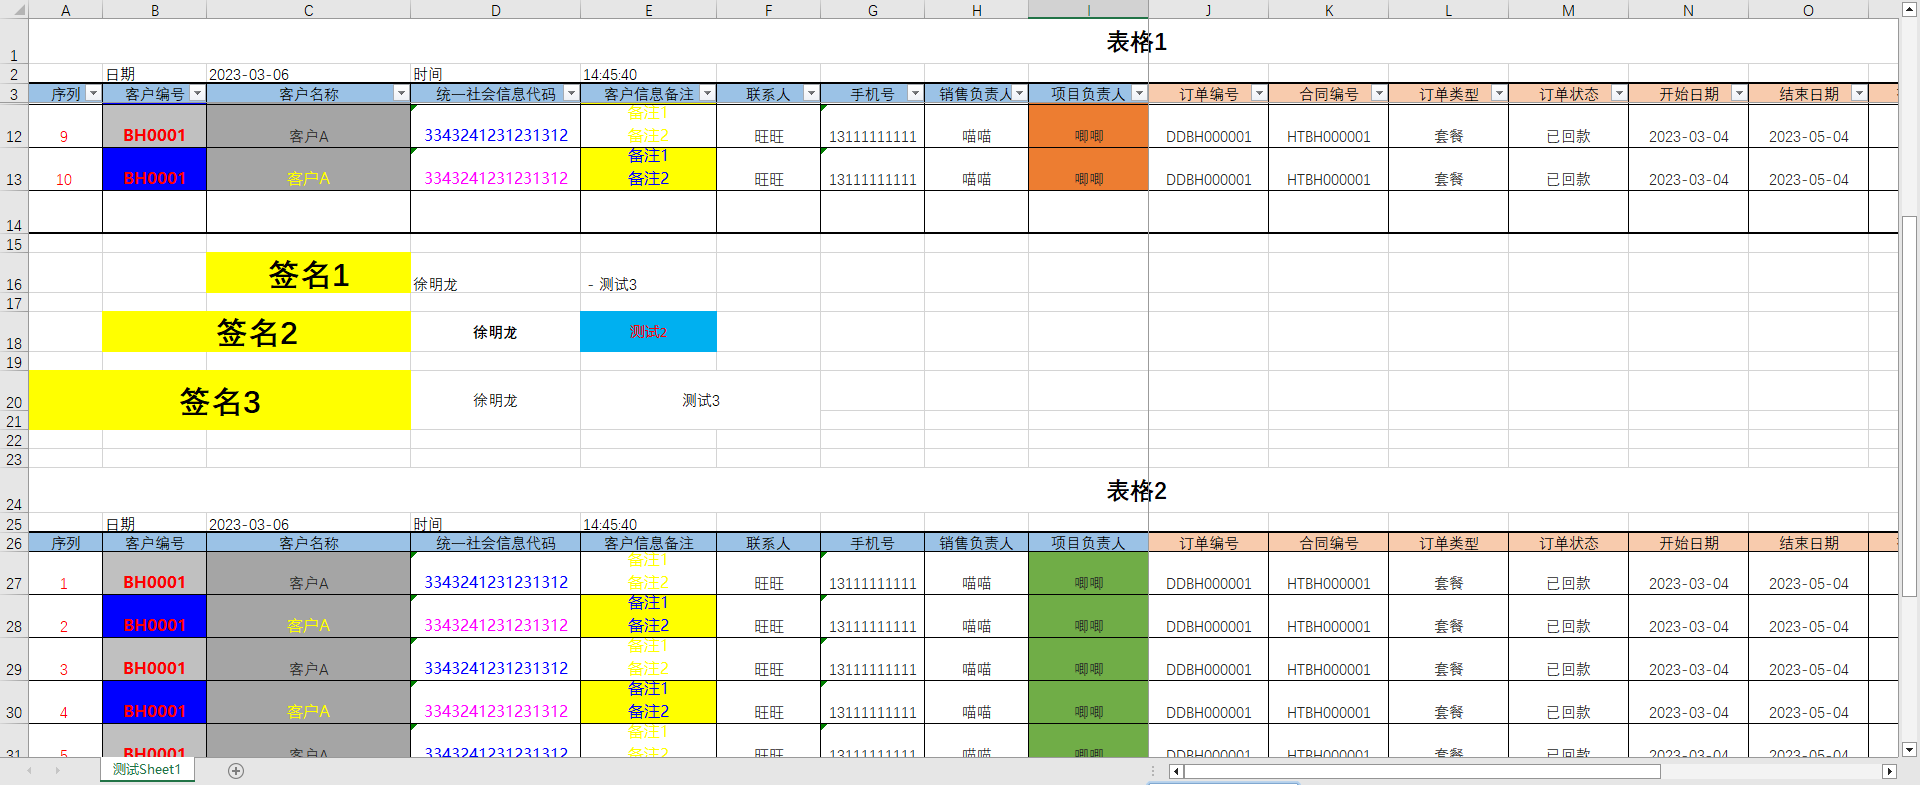 A B C D E F G H I J K L M N O
1 表格1
2 日期 2023-03-06 时间 14:45:40
3 序列 客户编号 客户名称 统一社会信息代码 客户信息备注 联系人 手机号 销售负责人 项目负责人 订单编号 合同编号 订单类型 订单状态 开始日期 结束日期
备注1
12 9 BH0001 客户A 3343241231231312 备注2 旺旺 13111111111 喵喵 唧唧 DDBH000001 HTBH000001 套餐 已回款 2023-03-04 2023-05-04
备注1
13 10 BH0001 客户A 3343241231231312 备注2 旺旺 13111111111 喵喵 唧唧 DDBH000001 HTBH000001 套餐 已回款 2023-03-04 2023-05-04
14
15
16 签名1 徐明龙 - 测试3
17
18 签名2 徐明龙 测试2
19
20 签名3 徐明龙 测试3
21
22
23
24 表格2
25 日期 2023-03-06 时间 14:45:40
26 序列 客户编号 客户名称 统一社会信息代码 客户信息备注 联系人 手机号 销售负责人 项目负责人 订单编号 合同编号 订单类型 订单状态 开始日期 结束日期
备注1
27 1 BH0001 客户A 3343241231231312 备注2 旺旺 13111111111 喵喵 唧唧 DDBH000001 HTBH000001 套餐 已回款 2023-03-04 2023-05-04
备注1
28 2 BH0001 客户A 3343241231231312 备注2 旺旺 13111111111 喵喵 唧唧 DDBH000001 HTBH000001 套餐 已回款 2023-03-04 2023-05-04
备注1
29 3 BH0001 客户A 3343241231231312 备注2 旺旺 13111111111 喵喵 唧唧 DDBH000001 HTBH000001 套餐 已回款 2023-03-04 2023-05-04
备注1
30 4 BH0001 客户A 3343241231231312 备注2 旺旺 13111111111 喵喵 唧唧 DDBH000001 HTBH000001 套餐 已回款 2023-03-04 2023-05-04
备注1
31 5 BH0001 客户A 3343241231231312 备注2 旺旺 13111111111 喵喵 唧唧 DDBH000001 HTBH000001 套餐 已回款 2023-03-04 2023-05-04
测试Sheet1